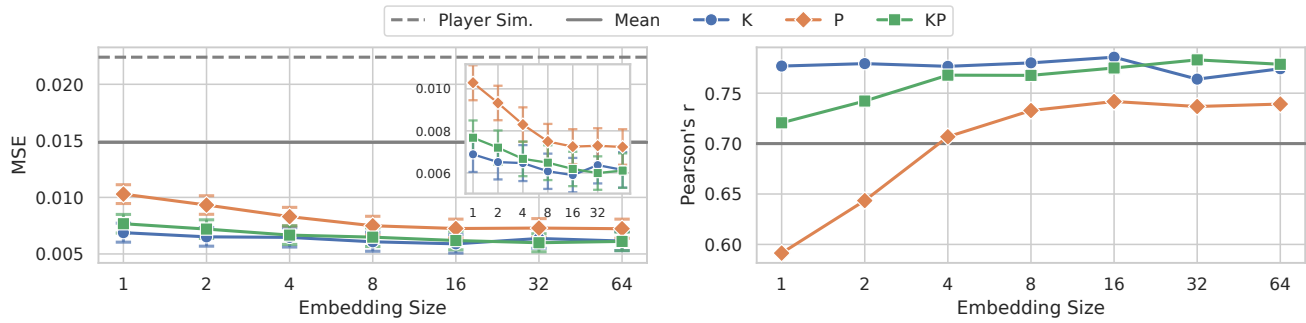 Player Sim. Mean K P KP
0.020
0.015
0.010
0.005
MSE
0.010
0.008
0.006
1 2 4 8 16 32
1 2 4 8 16 32 64
Embedding Size
0.75
0.70
0.65
0.60
Pearson's r
1 2 4 8 16 32 64
Embedding Size